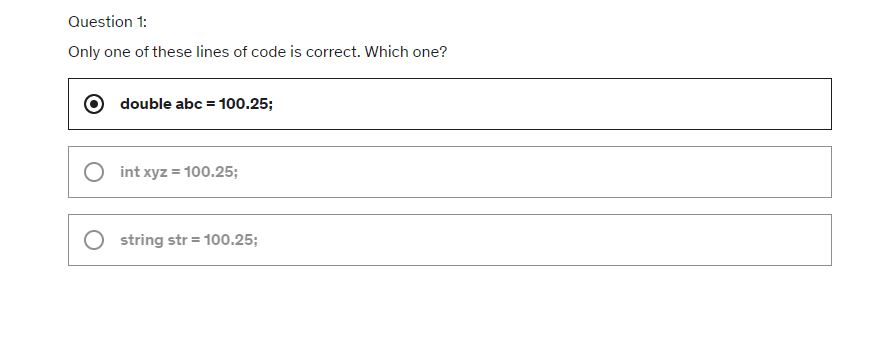 Question 1:
Only one of these lines of code is correct. Which one?
double abc = 100.25;
int xyz = 100.25;
string str = 100.25;